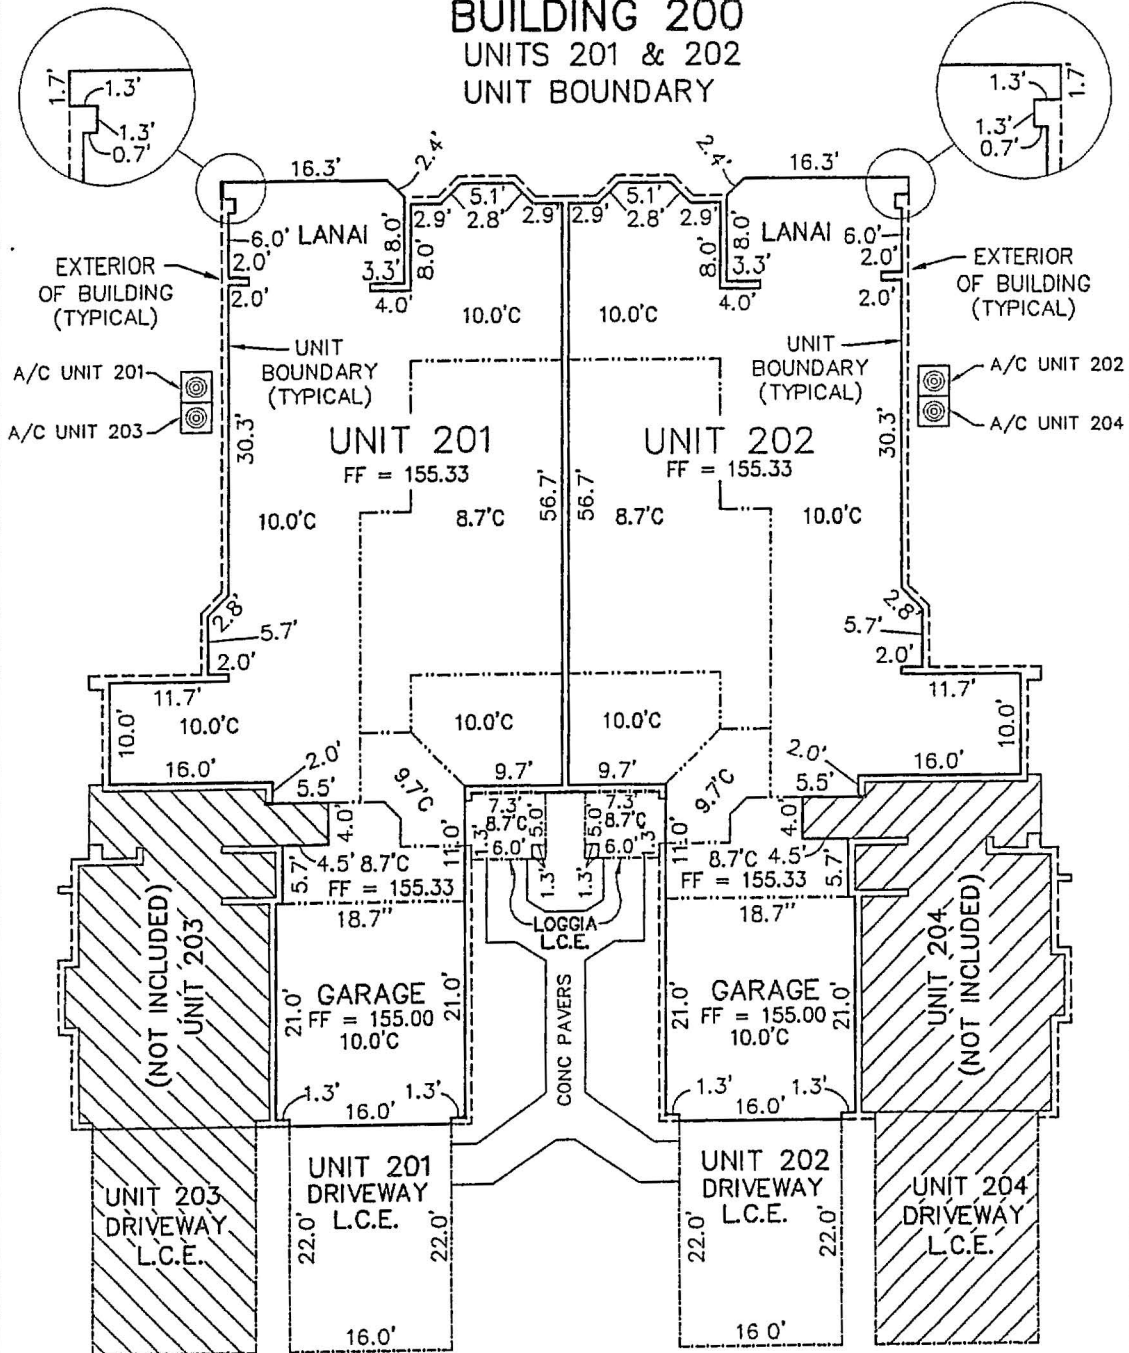 BUILDING 200
UNITS 201 & 202
UNIT BOUNDARY
1.7'
1.3'
1.3'
0.7'
1.3'
1.7'
1.3'
0.7'
16.3'
2.4'
5.1'
2.9'
2.8'
2.9'
2.9'
5.1'
2.8'
2.9'
2.4'
16.3'
6.0'
LANAI
8.0'
8.0'
2.0'
3.3'
2.0'
4.0'
8.0'
8.0'
LANAI
6.0'
3.3'
2.0'
4.0'
2.0'
EXTERIOR
OF BUILDING
(TYPICAL)
EXTERIOR
OF BUILDING
(TYPICAL)
10.0'C
10.0'C
UNIT
BOUNDARY
(TYPICAL)
UNIT
BOUNDARY
(TYPICAL)
A/C UNIT 201
A/C UNIT 203
A/C UNIT 202
A/C UNIT 204
30.3'
UNIT 201
FF = 155.33
56.7'
56.7'
UNIT 202
FF = 155.33
30.3'
10.0'C
8.7'C
8.7'C
10.0'C
2.8'
5.7'
2.0'
2.8'
5.7'
2.0'
11.7'
10.0'
10.0'C
16.0'
2.0'
5.5'
10.0'C
10.0'C
11.7'
10.0'
16.0'
2.0'
5.5'
9.7'C
9.7'
9.7'
9.7'C
4.0'
4.5'
8.7'C
5.7'
FF = 155.33
11.0'
7.3'
8.7'C
5.0'
1.3'
6.0'
1.3'
7.3'
8.7'C
5.0'
6.0'
1.3'
1.3'
11.0'
4.0'
8.7'C
4.5'
5.7'
FF = 155.33
18.7"
LOGGIA
L.C.E.
18.7"
(NOT INCLUDED)
UNIT 203
GARAGE
FF = 155.00
10.0'C
21.0'
21.0'
CONC PAVERS
GARAGE
FF = 155.00
10.0'C
21.0'
21.0'
UNIT 204
(NOT INCLUDED)
1.3'
1.3'
16.0'
1.3'
1.3'
16.0'
UNIT 203
DRIVEWAY
L.C.E.
UNIT 201
DRIVEWAY
L.C.E.
22.0'
22.0'
16.0'
UNIT 202
DRIVEWAY
L.C.E.
22.0'
22.0'
16 0'
UNIT 204
DRIVEWAY
L.C.E.